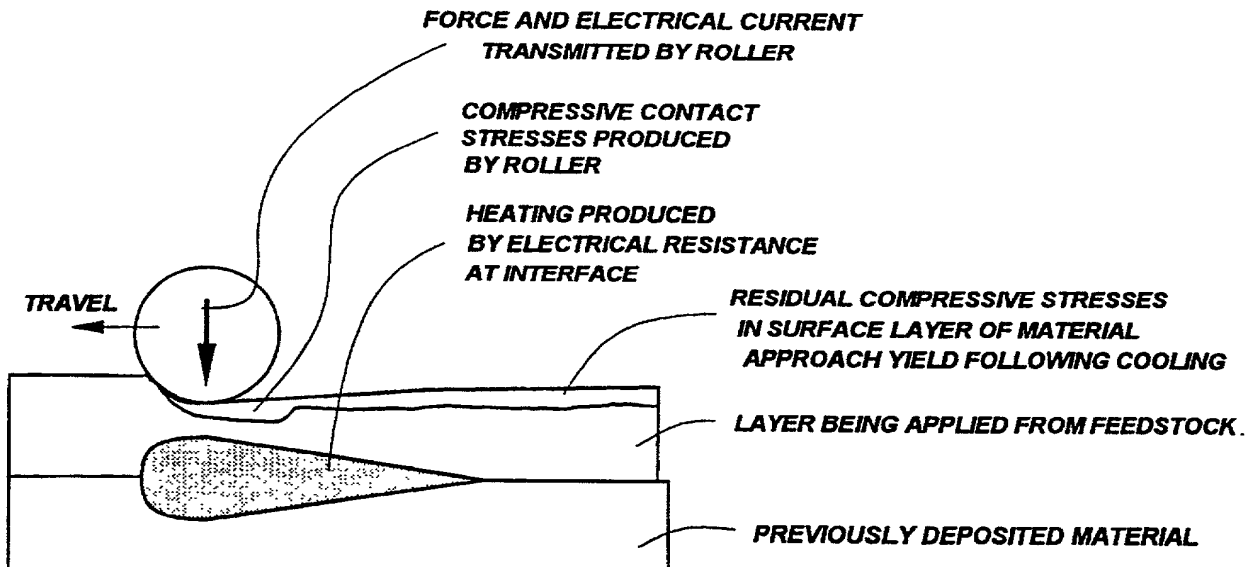 FORCE AND ELECTRICAL CURRENT
TRANSMITTED BY ROLLER
COMPRESSIVE CONTACT
STRESSES PRODUCED
BY ROLLER
HEATING PRODUCED
BY ELECTRICAL RESISTANCE
AT INTERFACE
TRAVEL
RESIDUAL COMPRESSIVE STRESSES
IN SURFACE LAYER OF MATERIAL
APPROACH YIELD FOLLOWING COOLING
LAYER BEING APPLIED FROM FEEDSTOCK.
PREVIOUSLY DEPOSITED MATERIAL